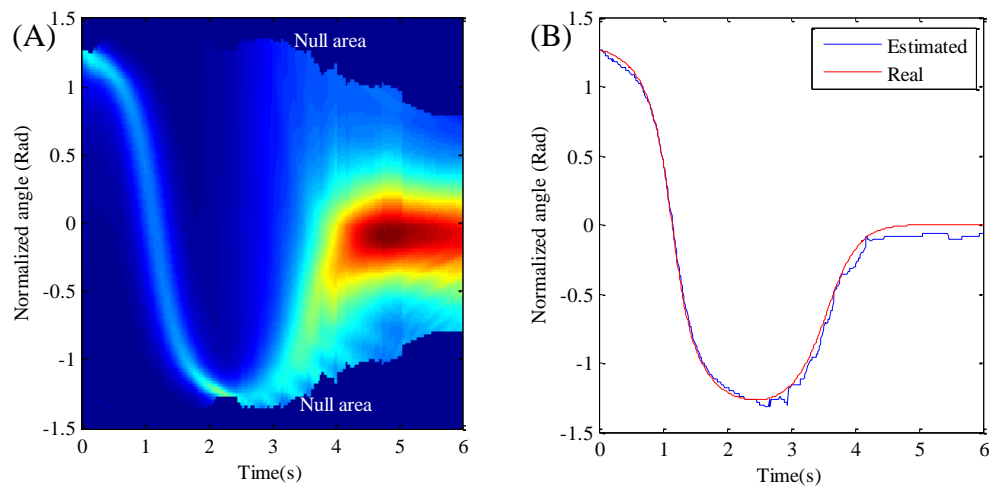 (A)
Null area
Null area
Normalized angle (Rad)
1.5
1
0.5
0
-0.5
-1
-1.5
0 1 2 3 4 5 6
Time(s)
(B)
Estimated
Real
Normalized angle (Rad)
1.5
1
0.5
0
-0.5
-1
-1.5
0 1 2 3 4 5 6
Time(s)